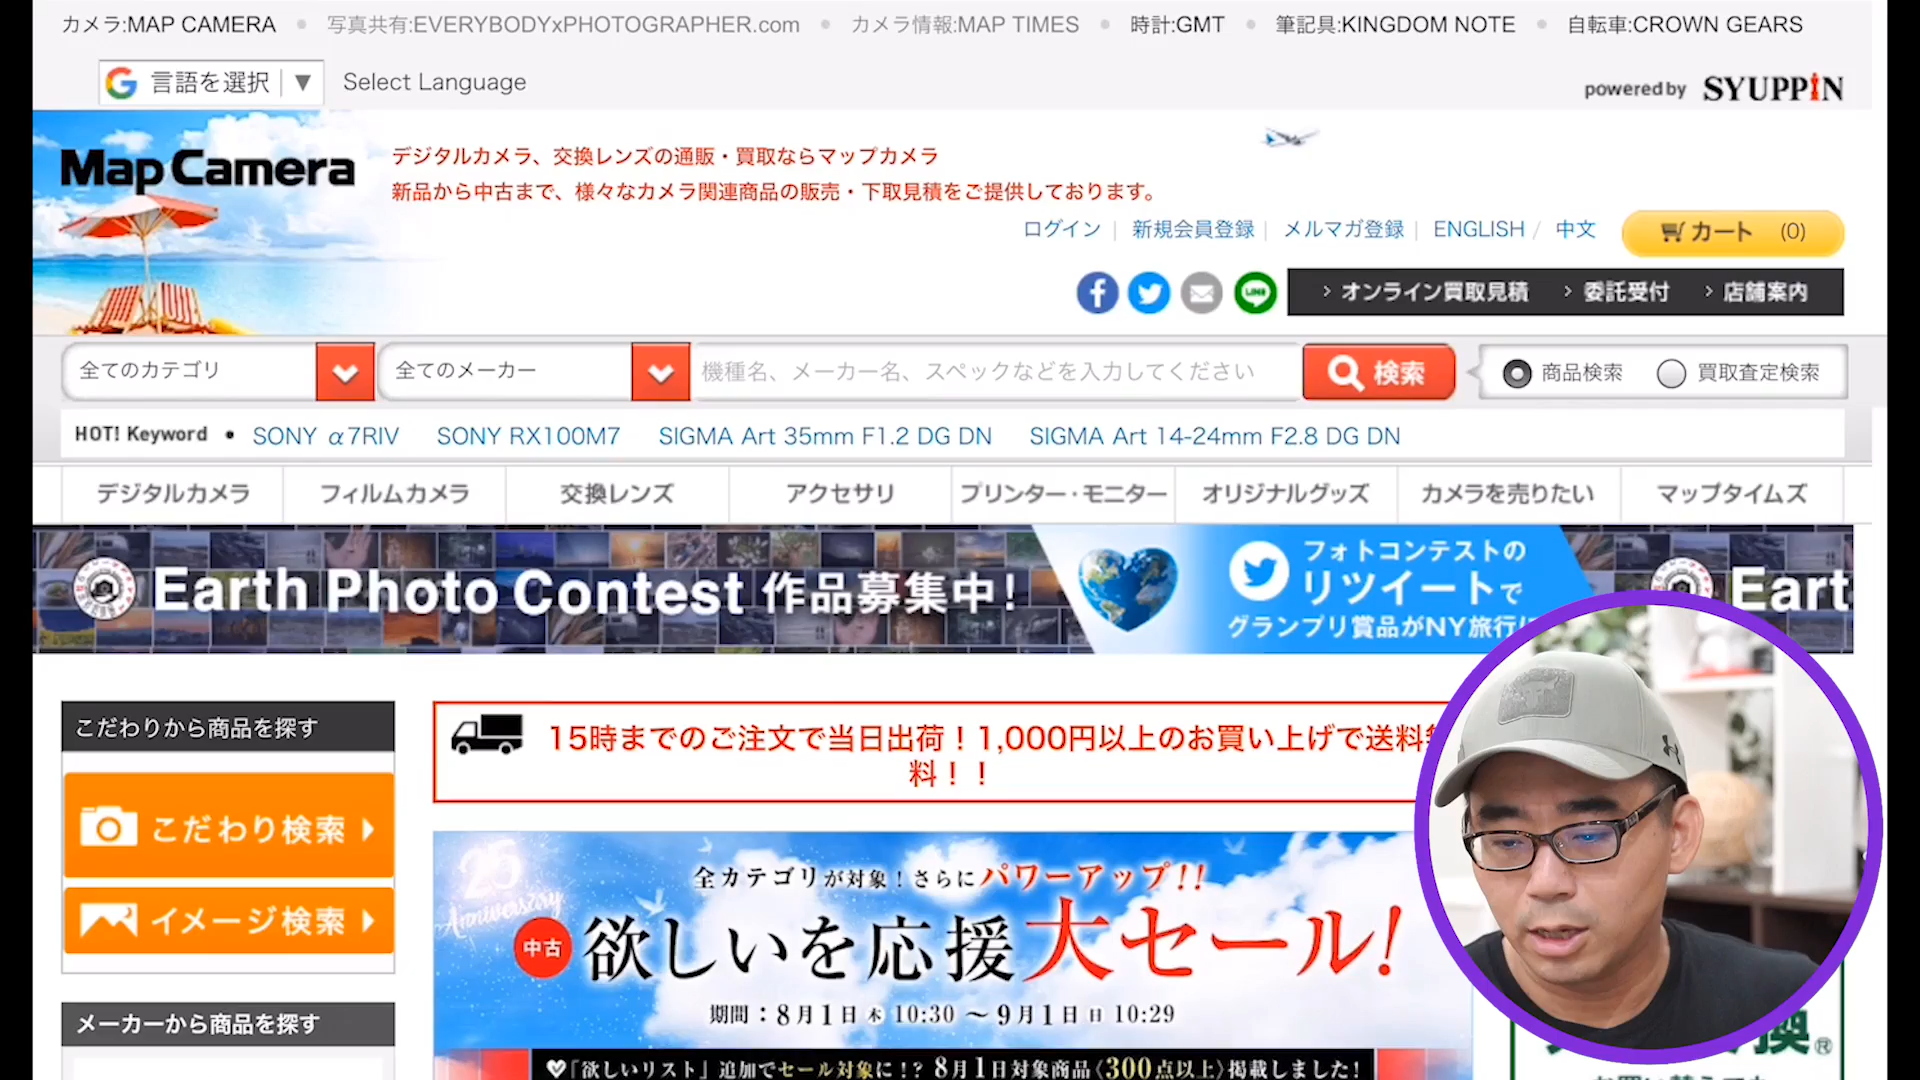 カメラ:MAP CAMERA ● 写真共有:EVERYBODYxPHOTOGRAPHER.com ● カメラ情報:MAP TIMES ● 時計:GMT ● 筆記具:KINGDOM NOTE ● 自転車:CROWN GEARS
G 言語を選択 | ▼ Select Language
powered by SYUPPIN
Map Camera
デジタルカメラ、交換レンズの通販・買取ならマップカメラ
新品から中古まで、様々なカメラ関連商品の販売・下取見積をご提供しております。
ログイン | 新規会員登録 | メルマガ登録 | ENGLISH / 中文
カート (0)
LINE
› オンライン買取見積 › 委託受付 › 店舗案内
全てのカテゴリ 全てのメーカー 機種名、メーカー名、スペックなどを入力してください 検索 商品検索 買取査定検索
HOT! Keyword • SONY α7RIV SONY RX100M7 SIGMA Art 35mm F1.2 DG DN SIGMA Art 14-24mm F2.8 DG DN
デジタルカメラ フィルムカメラ 交換レンズ アクセサリ プリンター・モニター オリジナルグッズ カメラを売りたい マップタイムズ
Earth Photo Contest 作品募集中!
フォトコンテストの
リツイートで
グランプリ賞品がNY旅行に
Eart
こだわりから商品を探す
こだわり検索
イメージ検索
メーカーから商品を探す
15時までのご注文で当日出荷！1,000円以上のお買い上げで送料無
料！！
25
Anniversary
全カテゴリが対象！さらにパワーアップ!!
中古 欲しいを応援大セール!
期間：8月1日木 10:30 〜 9月1日日 10:29
「欲しいリスト」追加でセール対象に!? 8月1日対象商品〈300点以上〉掲載しました!
換®